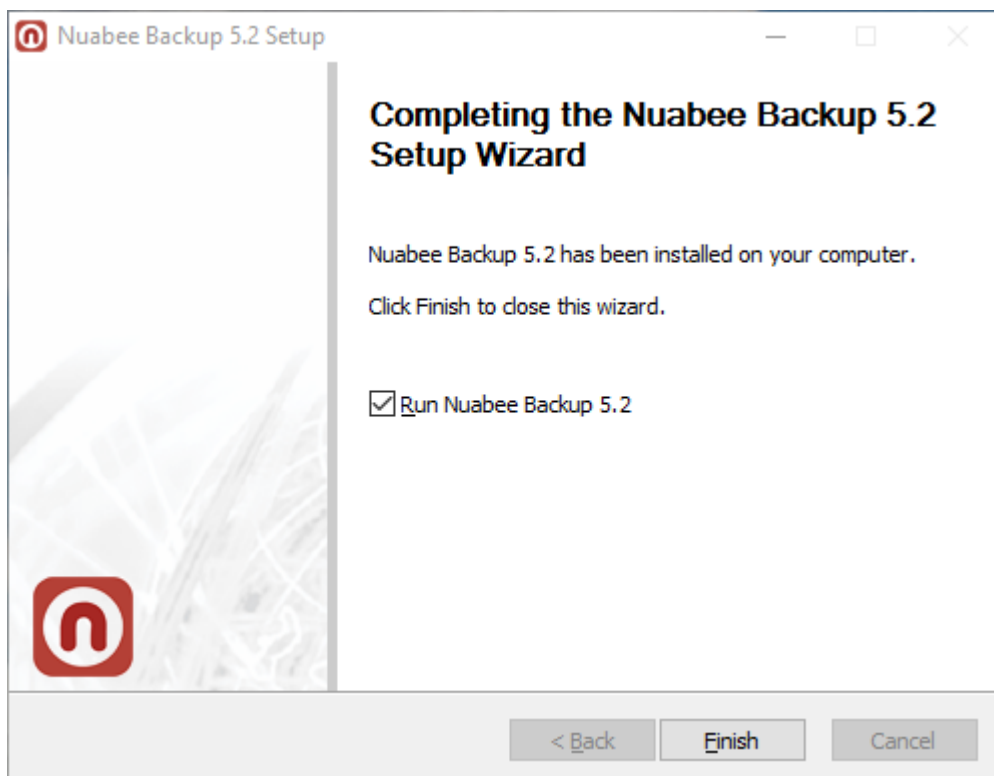 Nuabee Backup 5.2 Setup
Completing the Nuabee Backup 5.2
Setup Wizard
Nuabee Backup 5.2 has been installed on your computer.
Click Finish to close this wizard.
Run Nuabee Backup 5.2
< Back Finish Cancel